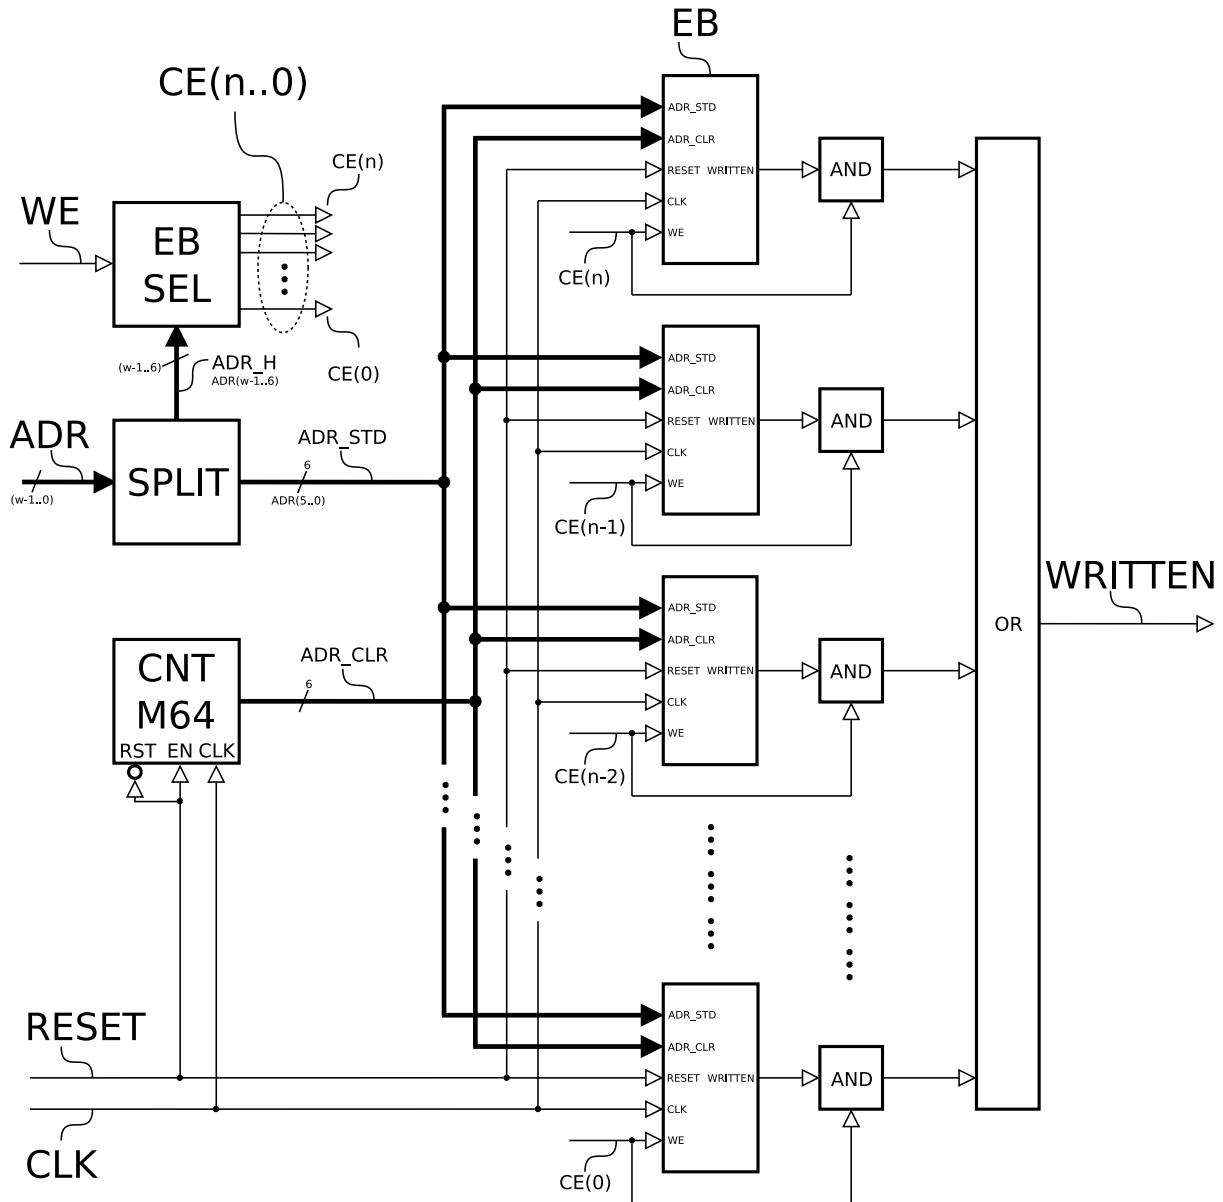 EB
CE(n..0)
CE(n)
WE
EB
SEL
CE(0)
(w-1..6)
ADR_H
ADR(w-1..6)
ADR
(w-1..0)
SPLIT
ADR_STD
6
ADR(5..0)
CNT
M64
RST EN CLK
ADR_CLR
6
RESET
CLK
ADR_STD
ADR_CLR
RESET WRITTEN
CLK
WE
CE(n)
AND
ADR_STD
ADR_CLR
RESET WRITTEN
CLK
WE
CE(n-1)
AND
ADR_STD
ADR_CLR
RESET WRITTEN
CLK
WE
CE(n-2)
AND
ADR_STD
ADR_CLR
RESET WRITTEN
CLK
WE
CE(0)
AND
OR
WRITTEN